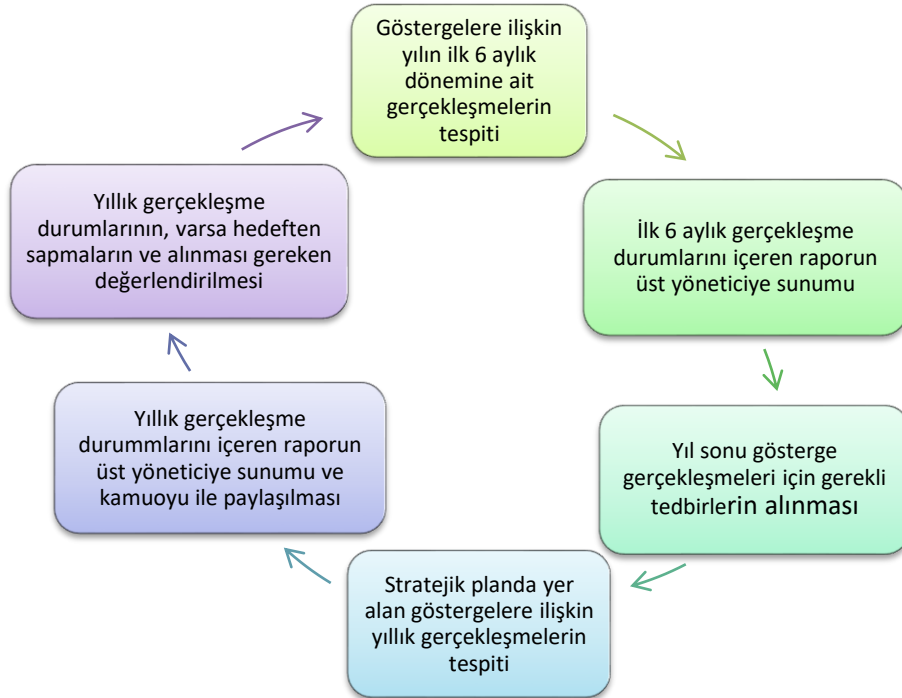 Göstergelere ilişkin
yılın ilk 6 aylık
dönemine ait
gerçekleşmelerin
tespiti
İlk 6 aylık gerçekleşme
durumlarını içeren raporun
üst yöneticiye sunumu
Yıl sonu gösterge
gerçekleşmeleri için gerekli
tedbirlerin alınması
Stratejik planda yer
alan göstergelere ilişkin
yıllık gerçekleşmelerin
tespiti
Yıllık gerçekleşme
durummlarını içeren raporun
üst yöneticiye sunumu ve
kamuoyu ile paylaşılması
Yıllık gerçekleşme
durumlarının, varsa hedeften
sapmaların ve alınması gereken
değerlendirilmesi